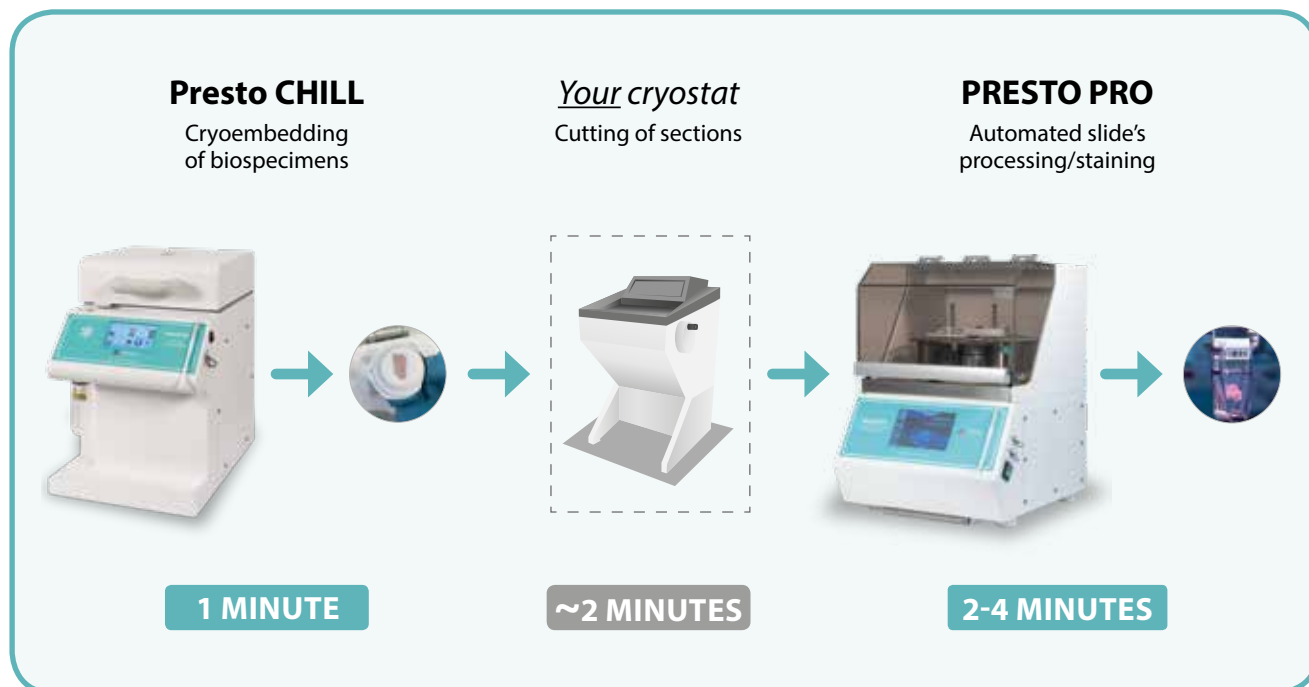 Presto CHILL
Cryoembedding
of biospecimens
Your cryostat
Cutting of sections
PRESTO PRO
Automated slide's
processing/staining
1 MINUTE
~2 MINUTES
2-4 MINUTES